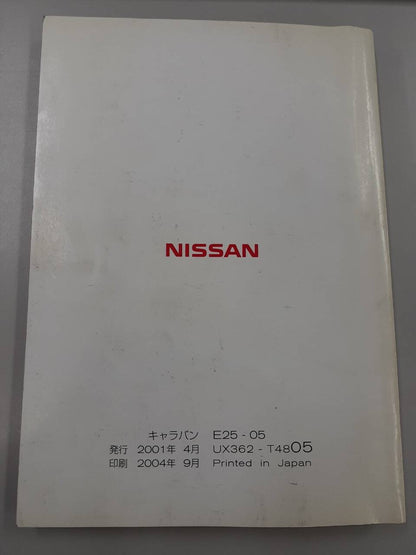 NISSAN
キャラバン E25-05
発行 2001年 4月 UX362-T4805
印刷 2004年 9月 Printed in Japan